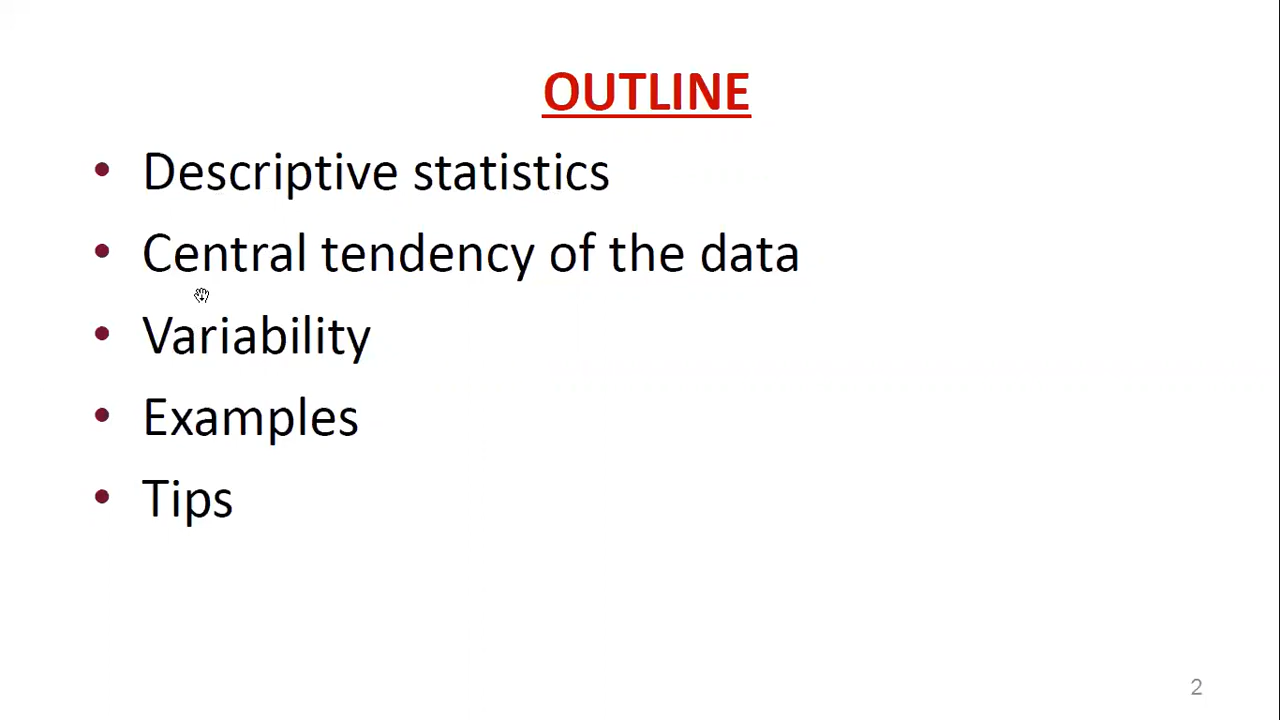 OUTLINE
• Descriptive statistics
• Central tendency of the data
• Variability
• Examples
• Tips
2